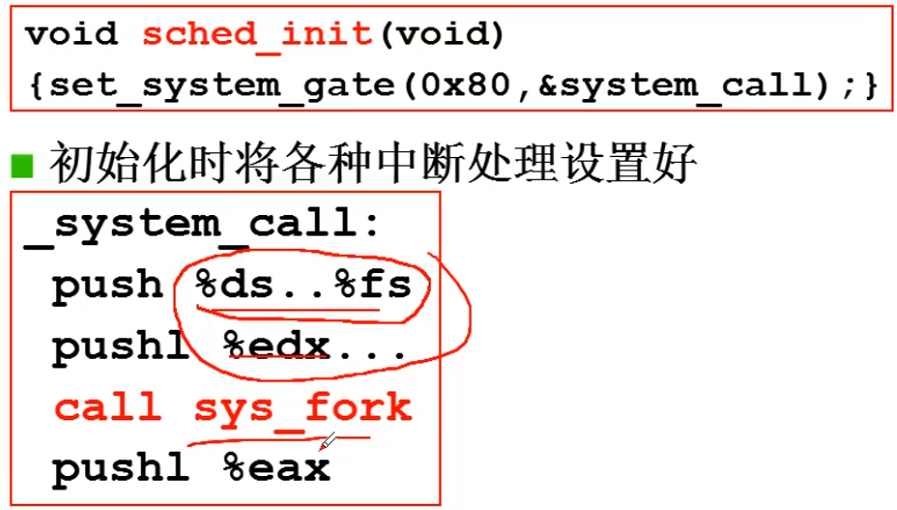 void sched_init(void)
{set_system_gate(0x80,&system_call);}
初始化时将各种中断处理设置好
_system_call:
push %ds..%fs
pushl %edx...
call sys_fork
pushl %eax